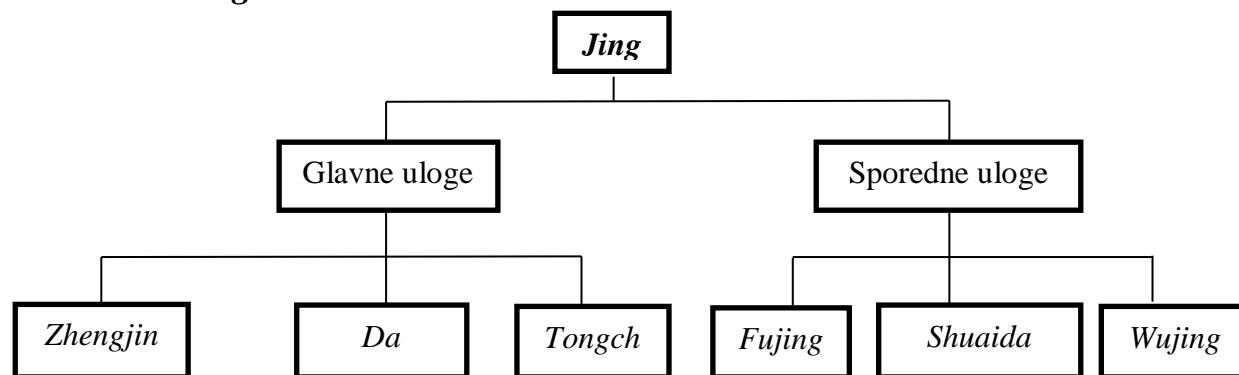 Jing
Glavne uloge
Sporedne uloge
Zhengjin
Da
Tongch
Fujing
Shuaida
Wujing